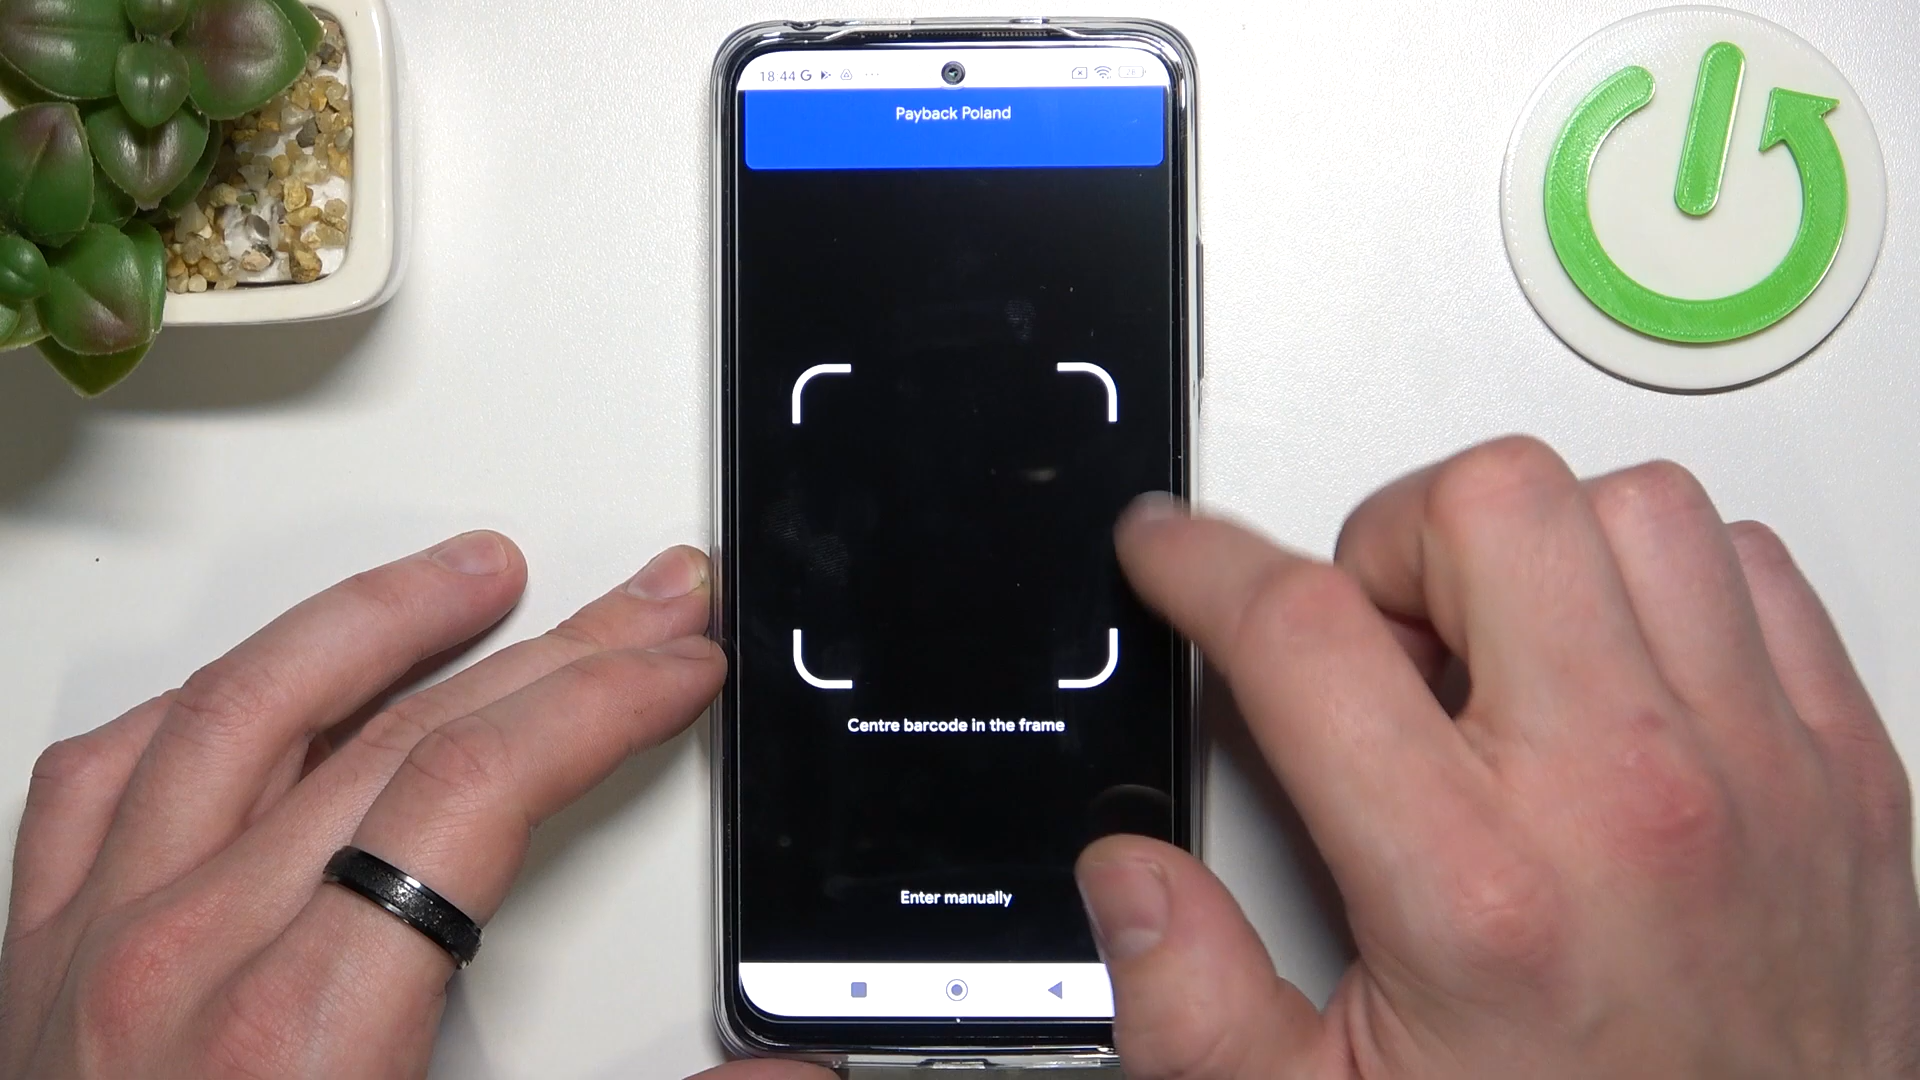 18:44 G
Payback Poland
Centre barcode in the frame
Enter manually